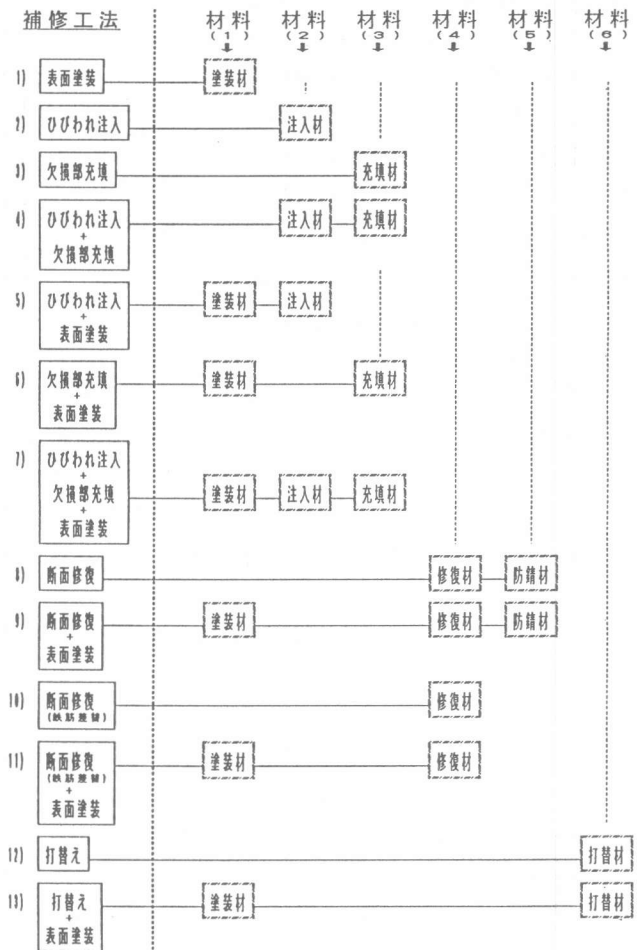 補修工法 材料 材料 材料 材料 材料 材料
(1) (2) (3) (4) (5) (6)
1) 表面塗装 塗装材
2) ひびわれ注入 注入材
3) 欠損部充填 充填材
4) ひびわれ注入 注入材 充填材
+
欠損部充填
5) ひびわれ注入 塗装材 注入材
+
表面塗装
6) 欠損部充填 塗装材 充填材
+
表面塗装
7) ひびわれ注入
+
欠損部充填 塗装材 注入材 充填材
+
表面塗装
8) 断面修復 修復材 防錆材
9) 断面修復 塗装材 修復材 防錆材
+
表面塗装
10) 断面修復 修復材
(鉄筋差替)
11) 断面修復 塗装材 修復材
(鉄筋差替)
+
表面塗装
12) 打替え 打替材
13) 打替え 塗装材 打替材
+
表面塗装